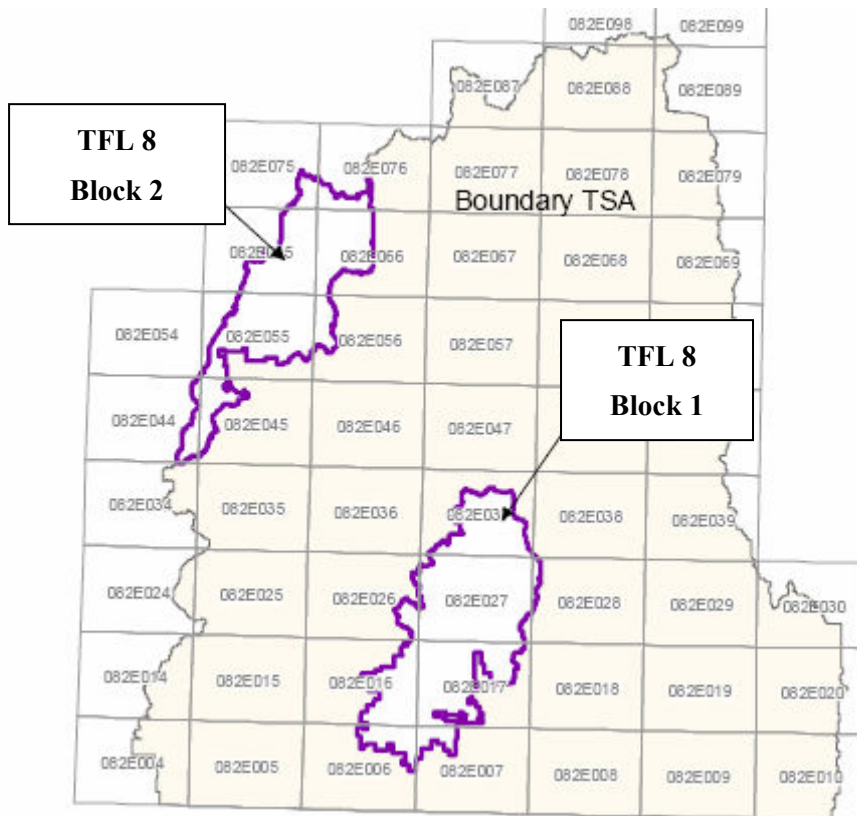 082E098 082E099
082E087 082E088 082E089
TFL 8
Block 2
082E075 082E076 082E077 082E078 082E079
Boundary TSA
082E066 082E067 082E068 082E069
082E054 082E055 082E056 082E057
TFL 8
Block 1
082E044 082E045 082E046 082E047
082E034 082E035 082E036 082E038 082E039
082E024 082E025 082E026 082E027 082E028 082E029 082E030
082E014 082E015 082E016 082E017 082E018 082E019 082E020
082E004 082E005 082E006 082E007 082E008 082E009 082E010